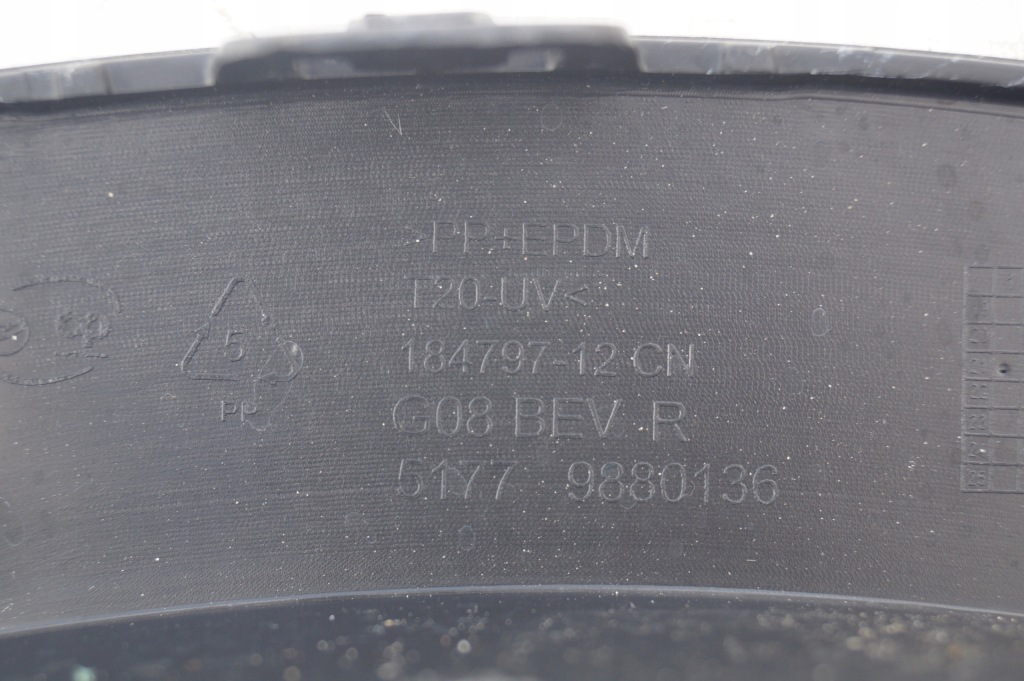 >PP+EPDM
T20-UV<
184797-12 CN
G08 BEV R
5177 9880136
5
PP